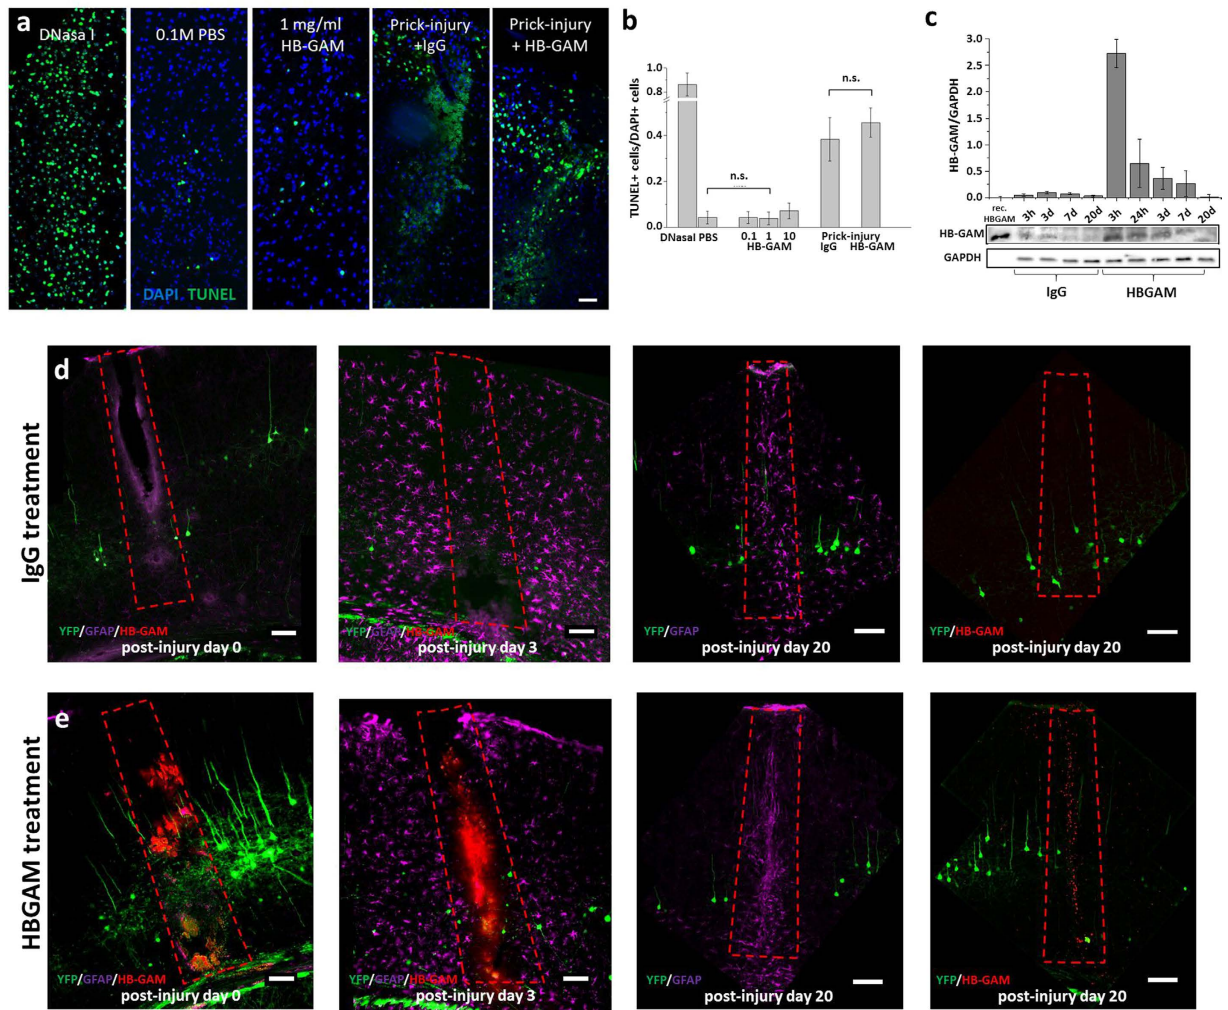 a
DNasa I
0.1M PBS
1 mg/ml
HB-GAM
Prick-injury
+IgG
Prick-injury
+ HB-GAM
DAPI TUNEL
b
TUNEL+ cells/DAPI+ cells
1.0
0.8
0.4
0.2
0.0
n.s.
n.s.
DNasaI PBS
0.1 1 10
HB-GAM
Prick-injury
IgG HB-GAM
c
HB-GAM/GAPDH
3.0
2.5
2.0
1.5
1.0
0.5
0.0
rec.
HBGAM
3h 3d 7d 20d 3h 24h 3d 7d 20d
HB-GAM
GAPDH
IgG HBGAM
IgG treatment
d
YFP/GFAP/HB-GAM
post-injury day 0
YFP/GFAP/HB-GAM
post-injury day 3
YFP/GFAP
post-injury day 20
YFP/HB-GAM
post-injury day 20
HBGAM treatment
e
YFP/GFAP/HB-GAM
post-injury day 0
YFP/GFAP/HB-GAM
post-injury day 3
YFP/GFAP
post-injury day 20
YFP/HB-GAM
post-injury day 20